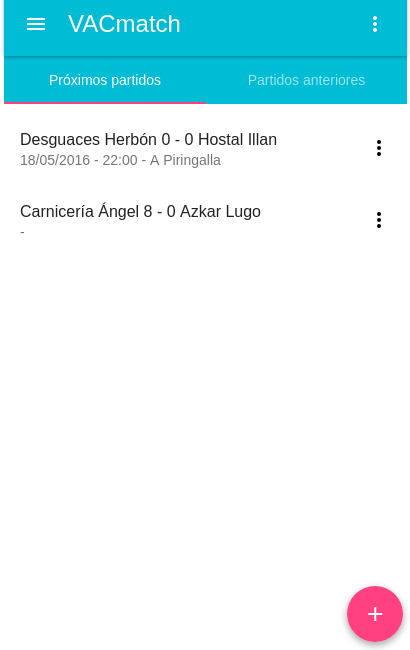 VACmatch
Próximos partidos
Partidos anteriores
Desguaces Herbón 0 - 0 Hostal Illan
18/05/2016 - 22:00 - A Piringalla
Carnicería Ángel 8 - 0 Azkar Lugo
-